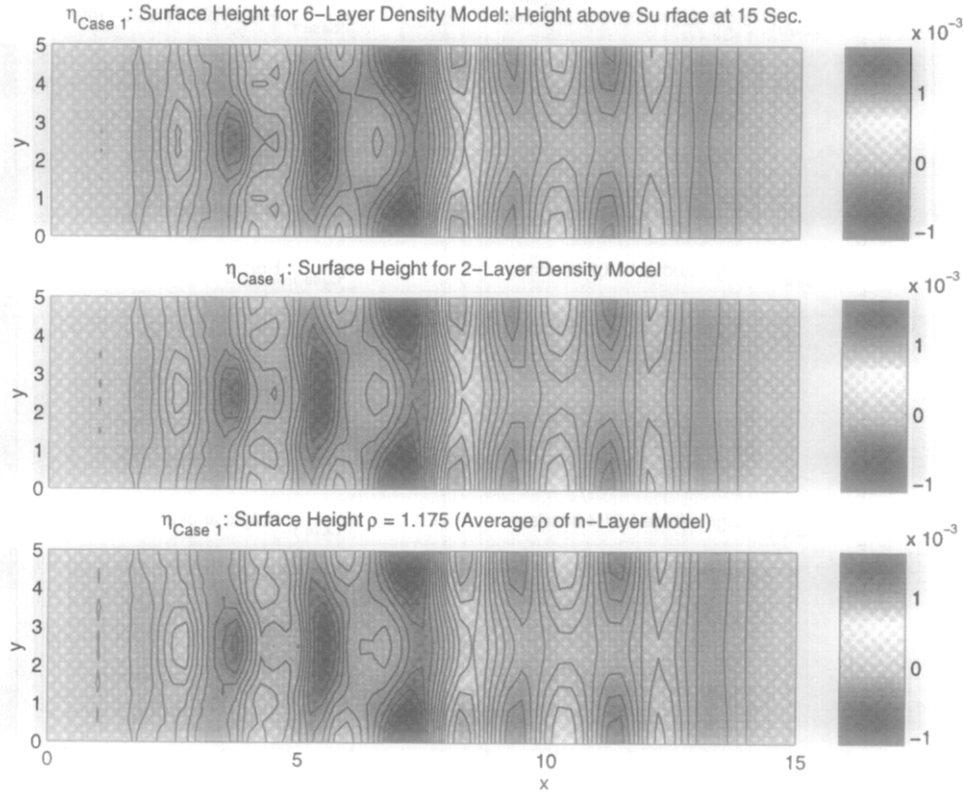 ηCase 1: Surface Height for 6-Layer Density Model: Height above Su rface at 15 Sec.
x 10⁻³
5
4
3
2
1
0
y
1
0
-1
ηCase 1: Surface Height for 2-Layer Density Model
x 10⁻³
5
4
3
2
1
0
y
1
0
-1
ηCase 1: Surface Height ρ = 1.175 (Average ρ of n-Layer Model)
x 10⁻³
5
4
3
2
1
0
y
1
0
-1
0 5 10 15
x